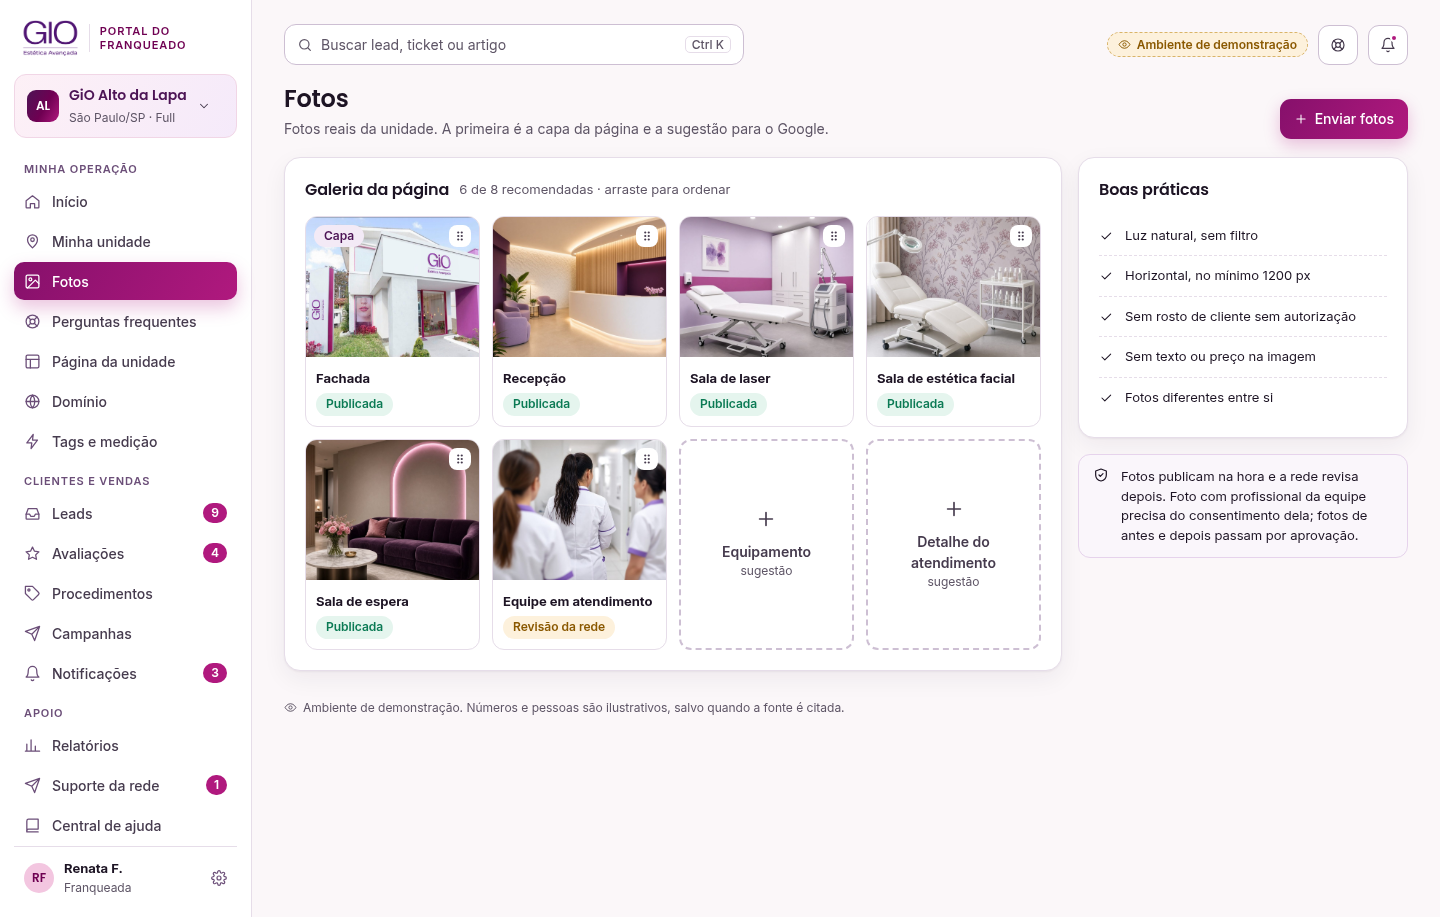 GIO
Estética Avançada
PORTAL DO
FRANQUEADO
AL
GiO Alto da Lapa
São Paulo/SP · Full
MINHA OPERAÇÃO
Início
Minha unidade
Fotos
Perguntas frequentes
Página da unidade
Domínio
Tags e medição
CLIENTES E VENDAS
Leads 9
Avaliações 4
Procedimentos
Campanhas
Notificações 3
APOIO
Relatórios
Suporte da rede 1
Central de ajuda
RF
Renata F.
Franqueada
Buscar lead, ticket ou artigo Ctrl K
Ambiente de demonstração
Fotos
Fotos reais da unidade. A primeira é a capa da página e a sugestão para o Google.
+ Enviar fotos
Galeria da página 6 de 8 recomendadas · arraste para ordenar
Capa
GiO
GiO
Fachada
Publicada
Recepção
Publicada
Sala de laser
Publicada
Sala de estética facial
Publicada
Sala de espera
Publicada
Equipe em atendimento
Revisão da rede
Equipamento
sugestão
Detalhe do
atendimento
sugestão
Boas práticas
Luz natural, sem filtro
Horizontal, no mínimo 1200 px
Sem rosto de cliente sem autorização
Sem texto ou preço na imagem
Fotos diferentes entre si
Fotos publicam na hora e a rede revisa
depois. Foto com profissional da equipe
precisa do consentimento dela; fotos de
antes e depois passam por aprovação.
Ambiente de demonstração. Números e pessoas são ilustrativos, salvo quando a fonte é citada.